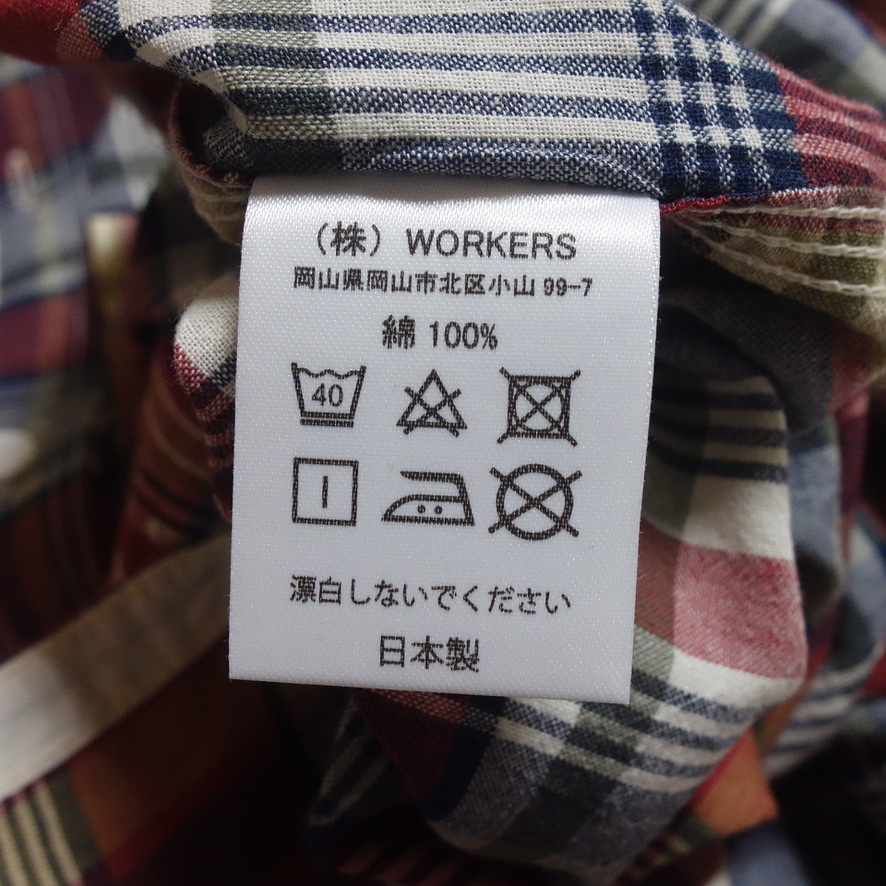 （株）WORKERS
岡山県岡山市北区小山 99-7
綿 100%
40
漂白しないでください
日本製